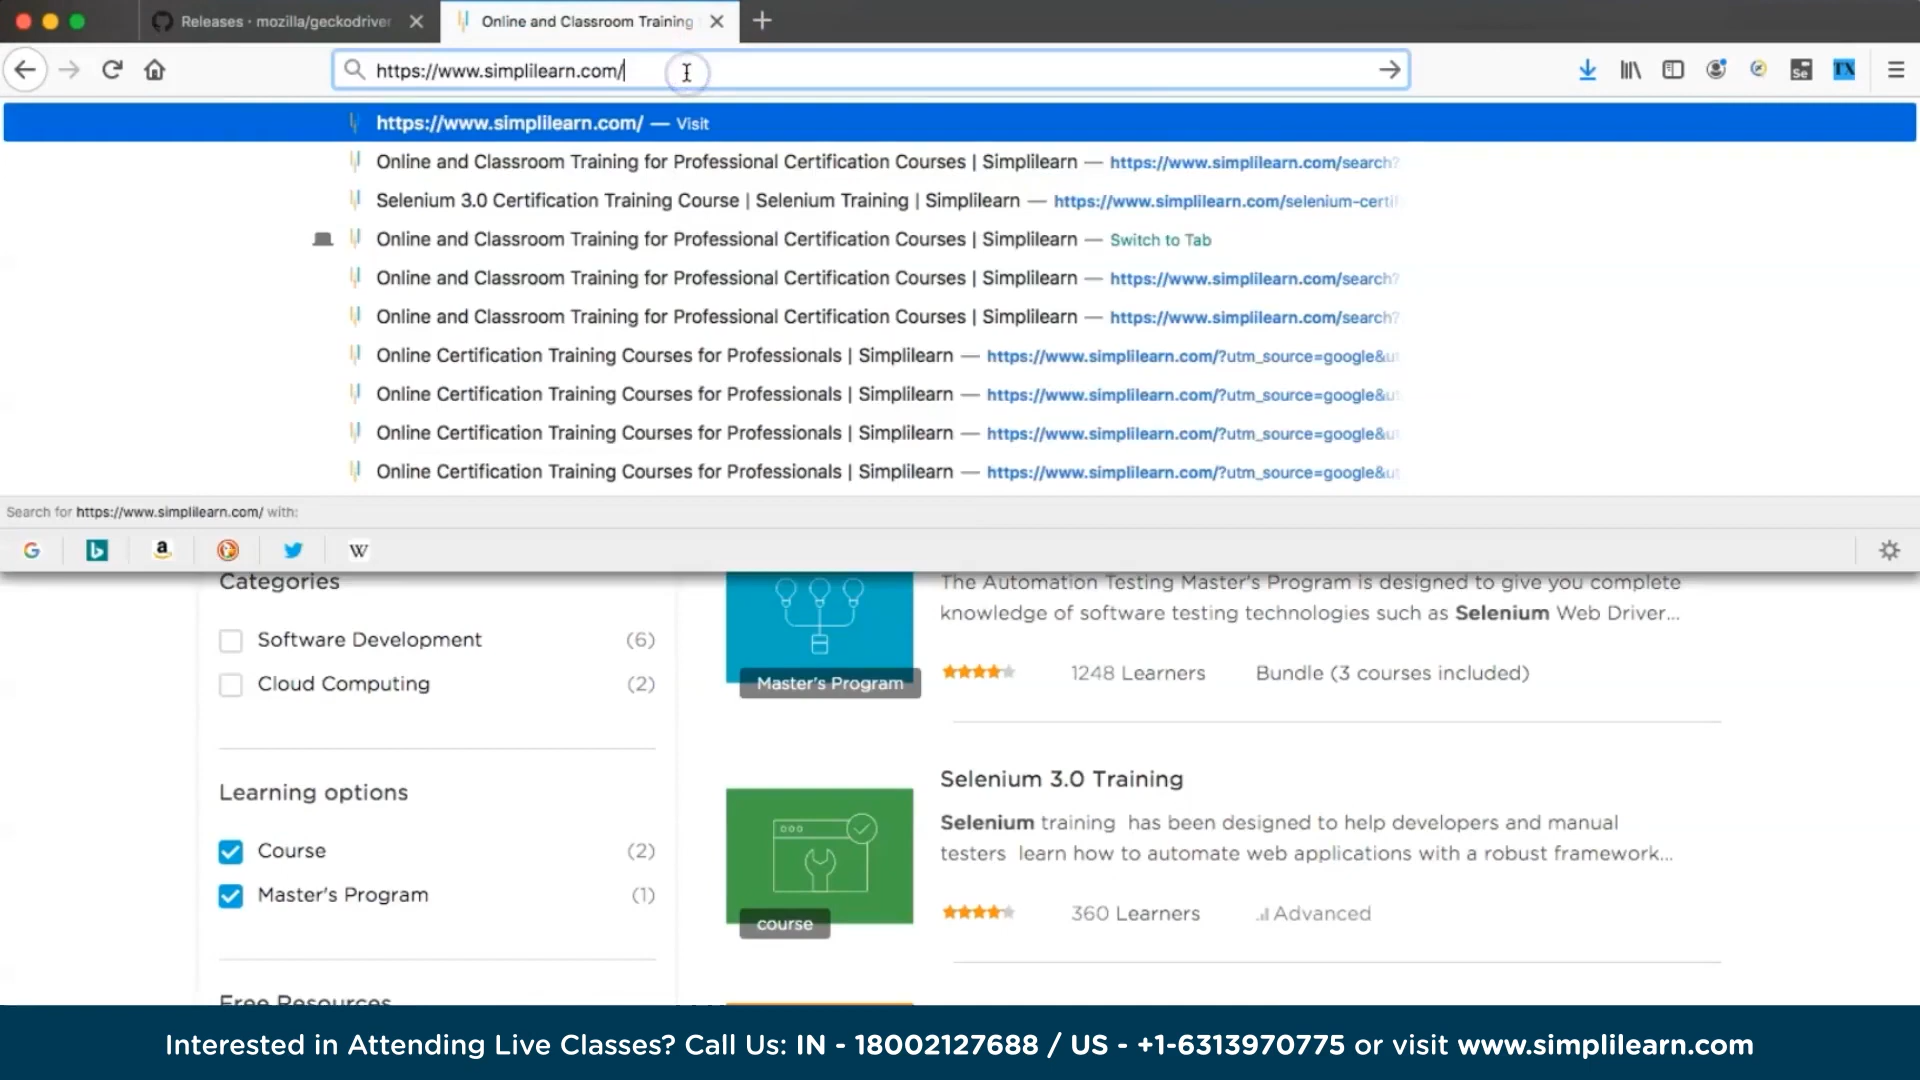 Releases · mozilla/geckodriver
Online and Classroom Training
https://www.simplilearn.com/
Se
TX
https://www.simplilearn.com/ — Visit
Online and Classroom Training for Professional Certification Courses | Simplilearn — https://www.simplilearn.com/search?
Selenium 3.0 Certification Training Course | Selenium Training | Simplilearn — https://www.simplilearn.com/selenium-certi
Online and Classroom Training for Professional Certification Courses | Simplilearn — Switch to Tab
Online and Classroom Training for Professional Certification Courses | Simplilearn — https://www.simplilearn.com/search?
Online and Classroom Training for Professional Certification Courses | Simplilearn — https://www.simplilearn.com/search?
Online Certification Training Courses for Professionals | Simplilearn — https://www.simplilearn.com/?utm_source=google&u
Online Certification Training Courses for Professionals | Simplilearn — https://www.simplilearn.com/?utm_source=google&u
Online Certification Training Courses for Professionals | Simplilearn — https://www.simplilearn.com/?utm_source=google&u
Online Certification Training Courses for Professionals | Simplilearn — https://www.simplilearn.com/?utm_source=google&u
Search for https://www.simplilearn.com/ with:
G b a W
Categories
Software Development (6)
Cloud Computing (2)
Learning options
Course (2)
Master's Program (1)
Free Resources
The Automation Testing Master's Program is designed to give you complete
knowledge of software testing technologies such as Selenium Web Driver...
Master's Program
1248 Learners Bundle (3 courses included)
Selenium 3.0 Training
Selenium training has been designed to help developers and manual
testers learn how to automate web applications with a robust framework...
course
360 Learners Advanced
Interested in Attending Live Classes? Call Us: IN - 18002127688 / US - +1-6313970775 or visit www.simplilearn.com